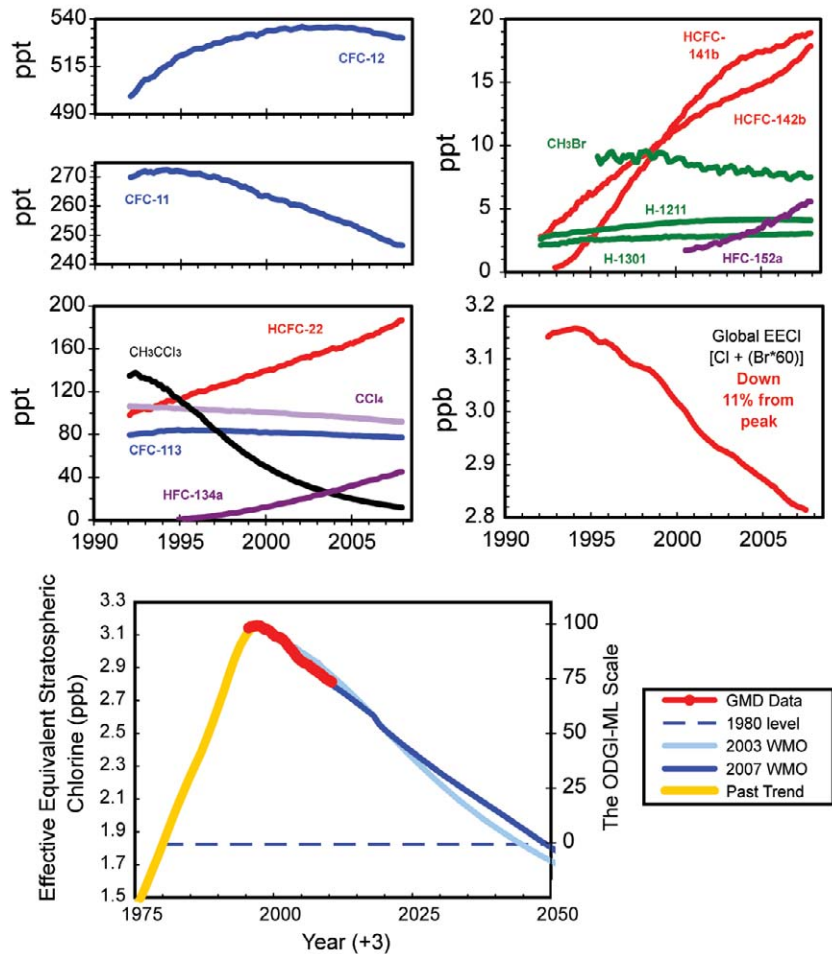 540
515
490
ppt
CFC-12
270
260
250
240
ppt
CFC-11
200
160
120
80
40
0
ppt
CH₃CCl₃
HCFC-22
CCl₄
CFC-113
HFC-134a
1990
1995
2000
2005
20
15
10
5
0
ppt
HCFC-
141b
HCFC-142b
CH₃Br
H-1211
H-1301
HFC-152a
3.2
3.1
3.0
2.9
2.8
ppb
Global EECl
[Cl + (Br*60)]
Down
11% from
peak
1990
1995
2000
2005
Effective Equivalent Stratospheric
Chlorine (ppb)
3.3
3.1
2.9
2.7
2.5
2.3
2.1
1.9
1.7
1.5
1975
2000
2025
2050
Year (+3)
100
75
50
25
0
The ODGI-ML Scale
GMD Data
1980 level
2003 WMO
2007 WMO
Past Trend